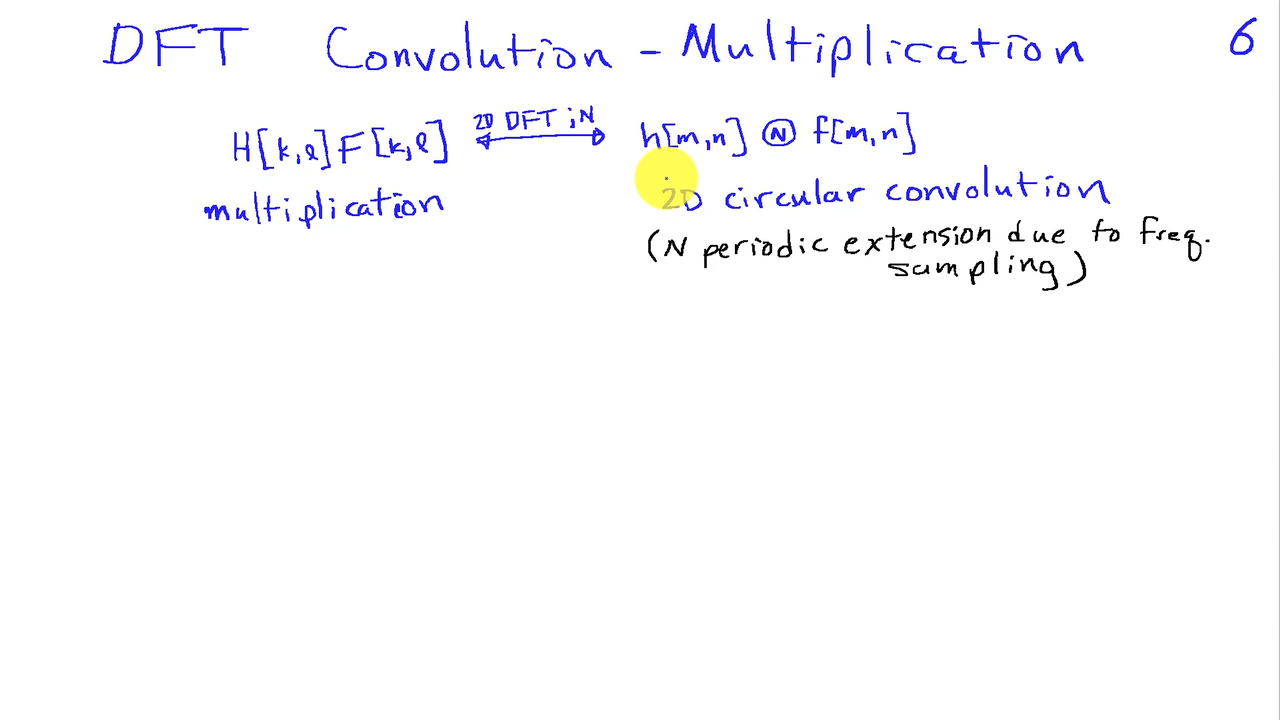 DFT Convolution - Multiplication 6
H[k,l] F[k,l] 2D DFT ; N h[m,n] Ⓝ f[m,n]
multiplication 2D circular convolution
(N periodic extension due to freq.
sampling)